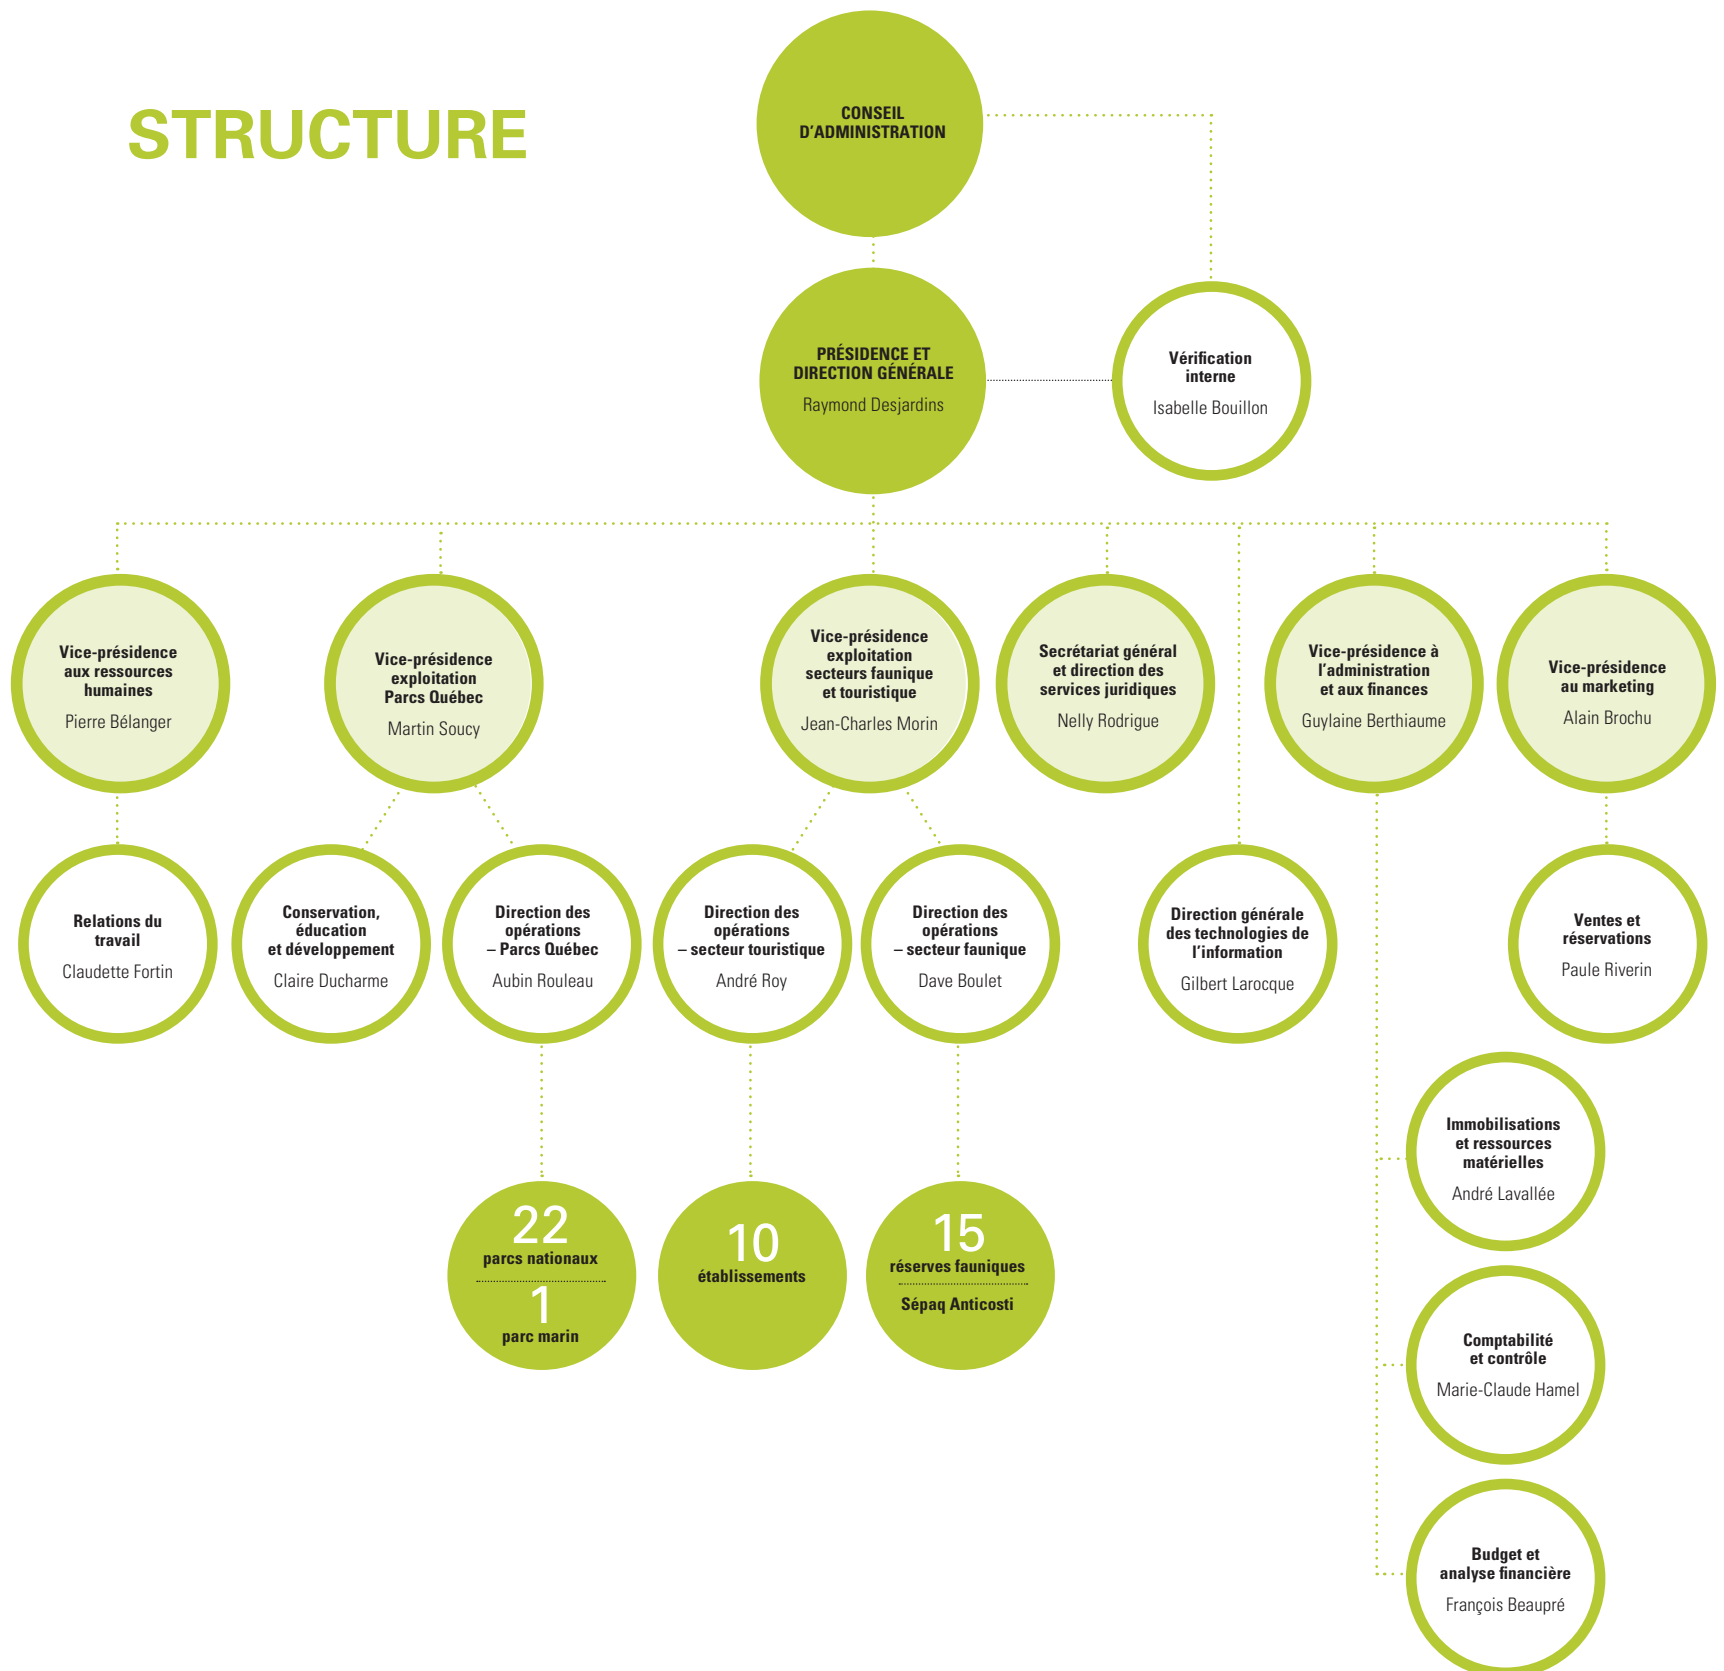 STRUCTURE
CONSEIL
D'ADMINISTRATION
PRÉSIDENCE ET
DIRECTION GÉNÉRALE
Raymond Desjardins
Vérification
interne
Isabelle Bouillon
Vice-présidence
aux ressources
humaines
Pierre Bélanger
Vice-présidence
exploitation
Parcs Québec
Martin Soucy
Vice-présidence
exploitation
secteurs faunique
et touristique
Jean-Charles Morin
Secrétariat général
et direction des
services juridiques
Nelly Rodrigue
Vice-présidence à
l'administration
et aux finances
Guylaine Berthiaume
Vice-présidence
au marketing
Alain Brochu
Relations du
travail
Claudette Fortin
Conservation,
éducation
et développement
Claire Ducharme
Direction des
opérations
– Parcs Québec
Aubin Rouleau
Direction des
opérations
– secteur touristique
André Roy
Direction des
opérations
– secteur faunique
Dave Boulet
Direction générale
des technologies de
l'information
Gilbert Larocque
Ventes et
réservations
Paule Riverin
22
parcs nationaux
1
parc marin
10
établissements
15
réserves fauniques
Sépaq Anticosti
Immobilisations
et ressources
matérielles
André Lavallée
Comptabilité
et contrôle
Marie-Claude Hamel
Budget et
analyse financière
François Beaupré